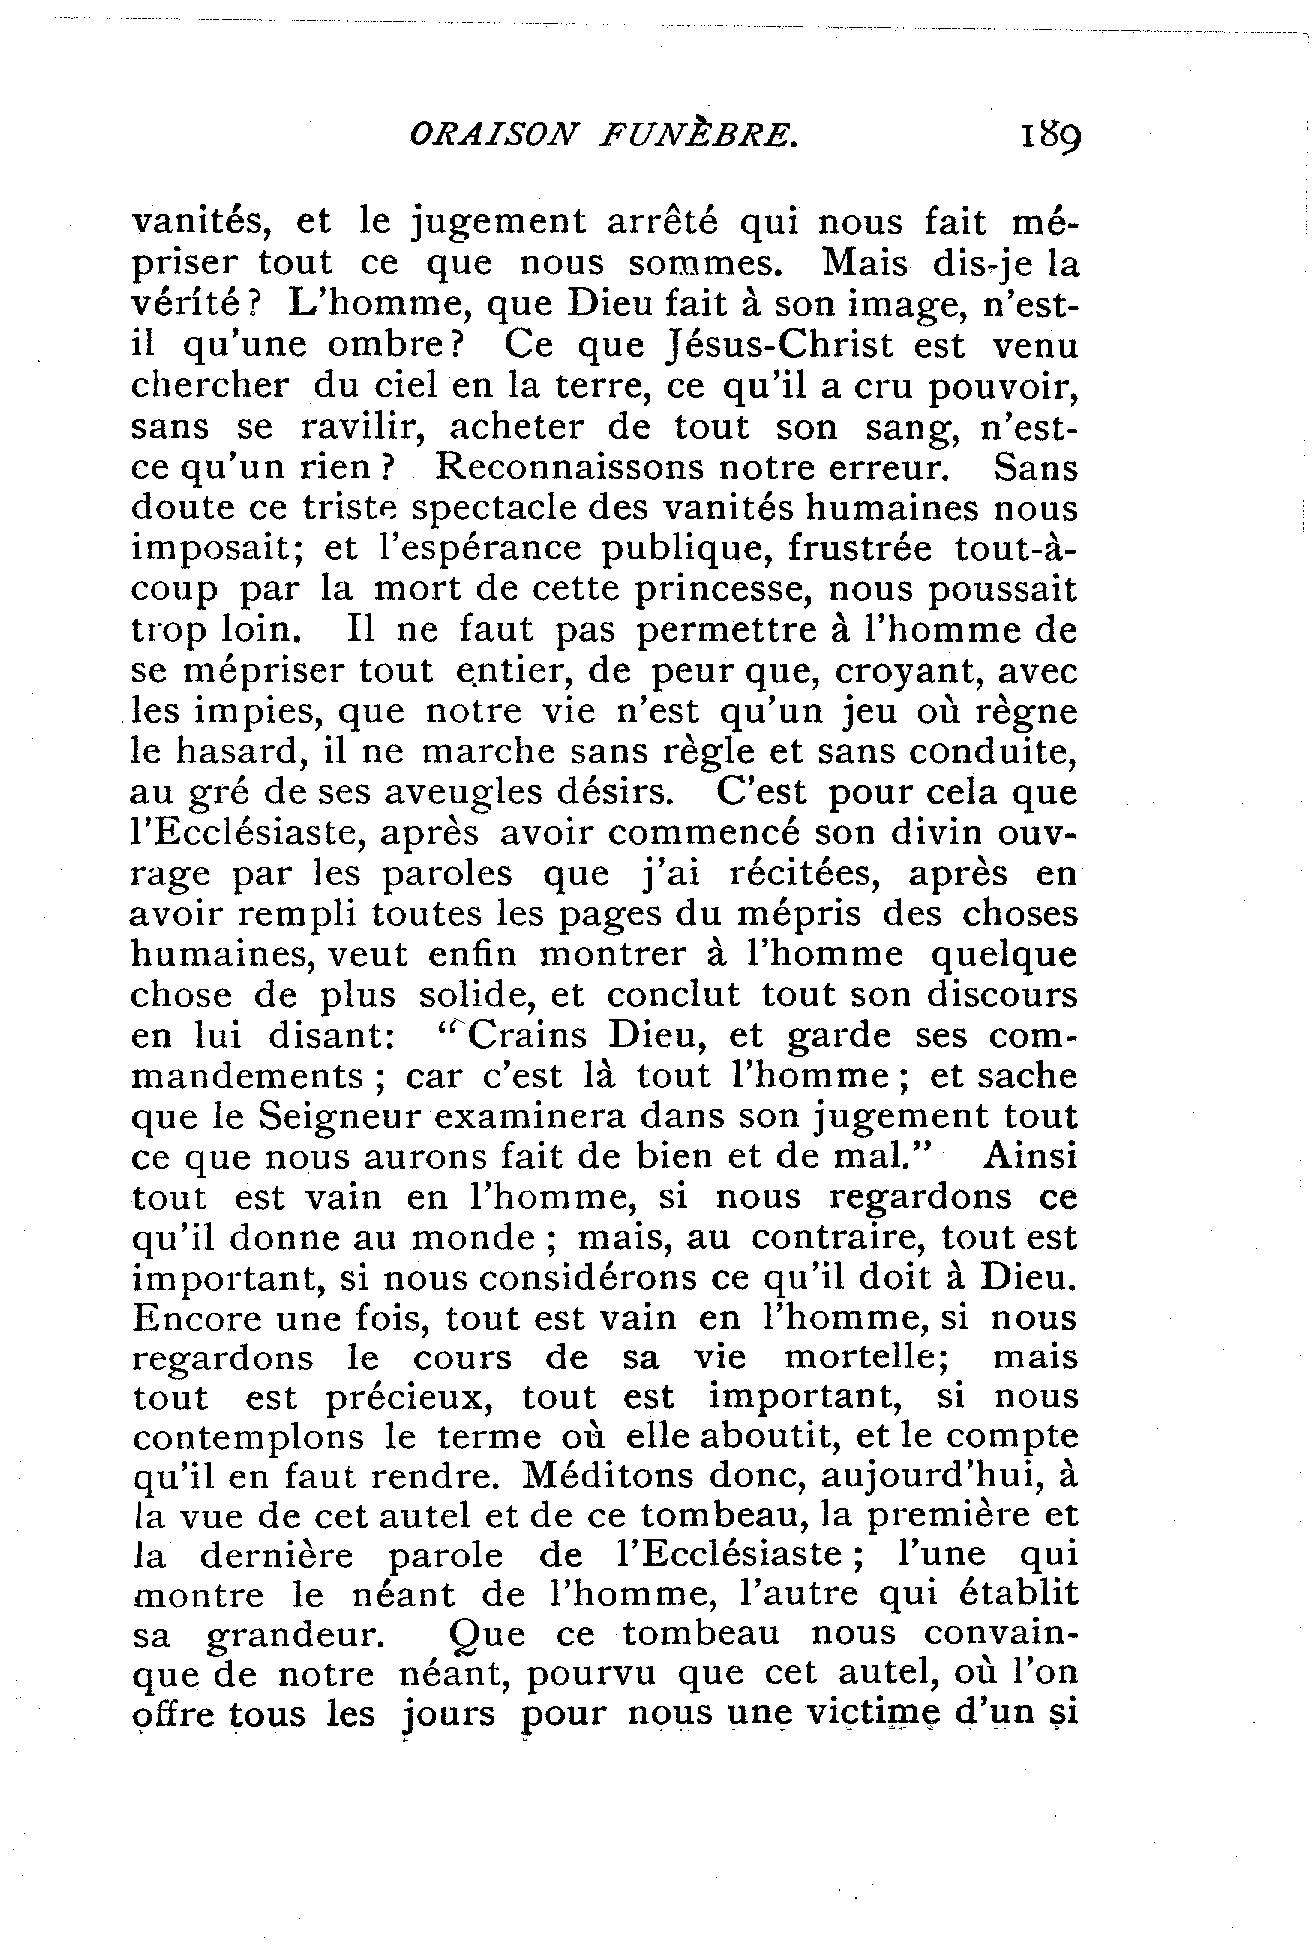 ORAISON FUNÈBRE. 189
vanités, et le jugement arrêté qui nous fait mé-
priser tout ce que nous sommes. Mais dis-je la
vérité? L'homme, que Dieu fait à son image, n'est-
il qu'une ombre? Ce que Jésus-Christ est venu
chercher du ciel en la terre, ce qu'il a cru pouvoir,
sans se ravilir, acheter de tout son sang, n'est-
ce qu'un rien? Reconnaissons notre erreur. Sans
doute ce triste spectacle des vanités humaines nous
imposait; et l'espérance publique, frustrée tout-à-
coup par la mort de cette princesse, nous poussait
trop loin. Il ne faut pas permettre à l'homme de
se mépriser tout entier, de peur que, croyant, avec
les impies, que notre vie n'est qu'un jeu où règne
le hasard, il ne marche sans règle et sans conduite,
au gré de ses aveugles désirs. C'est pour cela que
l'Ecclésiaste, après avoir commencé son divin ouv-
rage par les paroles que j'ai récitées, après en
avoir rempli toutes les pages du mépris des choses
humaines, veut enfin montrer à l'homme quelque
chose de plus solide, et conclut tout son discours
en lui disant: "Crains Dieu, et garde ses com-
mandements; car c'est là tout l'homme; et sache
que le Seigneur examinera dans son jugement tout
ce que nous aurons fait de bien et de mal." Ainsi
tout est vain en l'homme, si nous regardons ce
qu'il donne au monde; mais, au contraire, tout est
important, si nous considérons ce qu'il doit à Dieu.
Encore une fois, tout est vain en l'homme, si nous
regardons le cours de sa vie mortelle; mais
tout est précieux, tout est important, si nous
contemplons le terme où elle aboutit, et le compte
qu'il en faut rendre. Méditons donc, aujourd'hui, à
la vue de cet autel et de ce tombeau, la première et
la dernière parole de l'Ecclésiaste; l'une qui
montre le néant de l'homme, l'autre qui établit
sa grandeur. Que ce tombeau nous convain-
que de notre néant, pourvu que cet autel, où l'on
offre tous les jours pour nous une victime d'un si